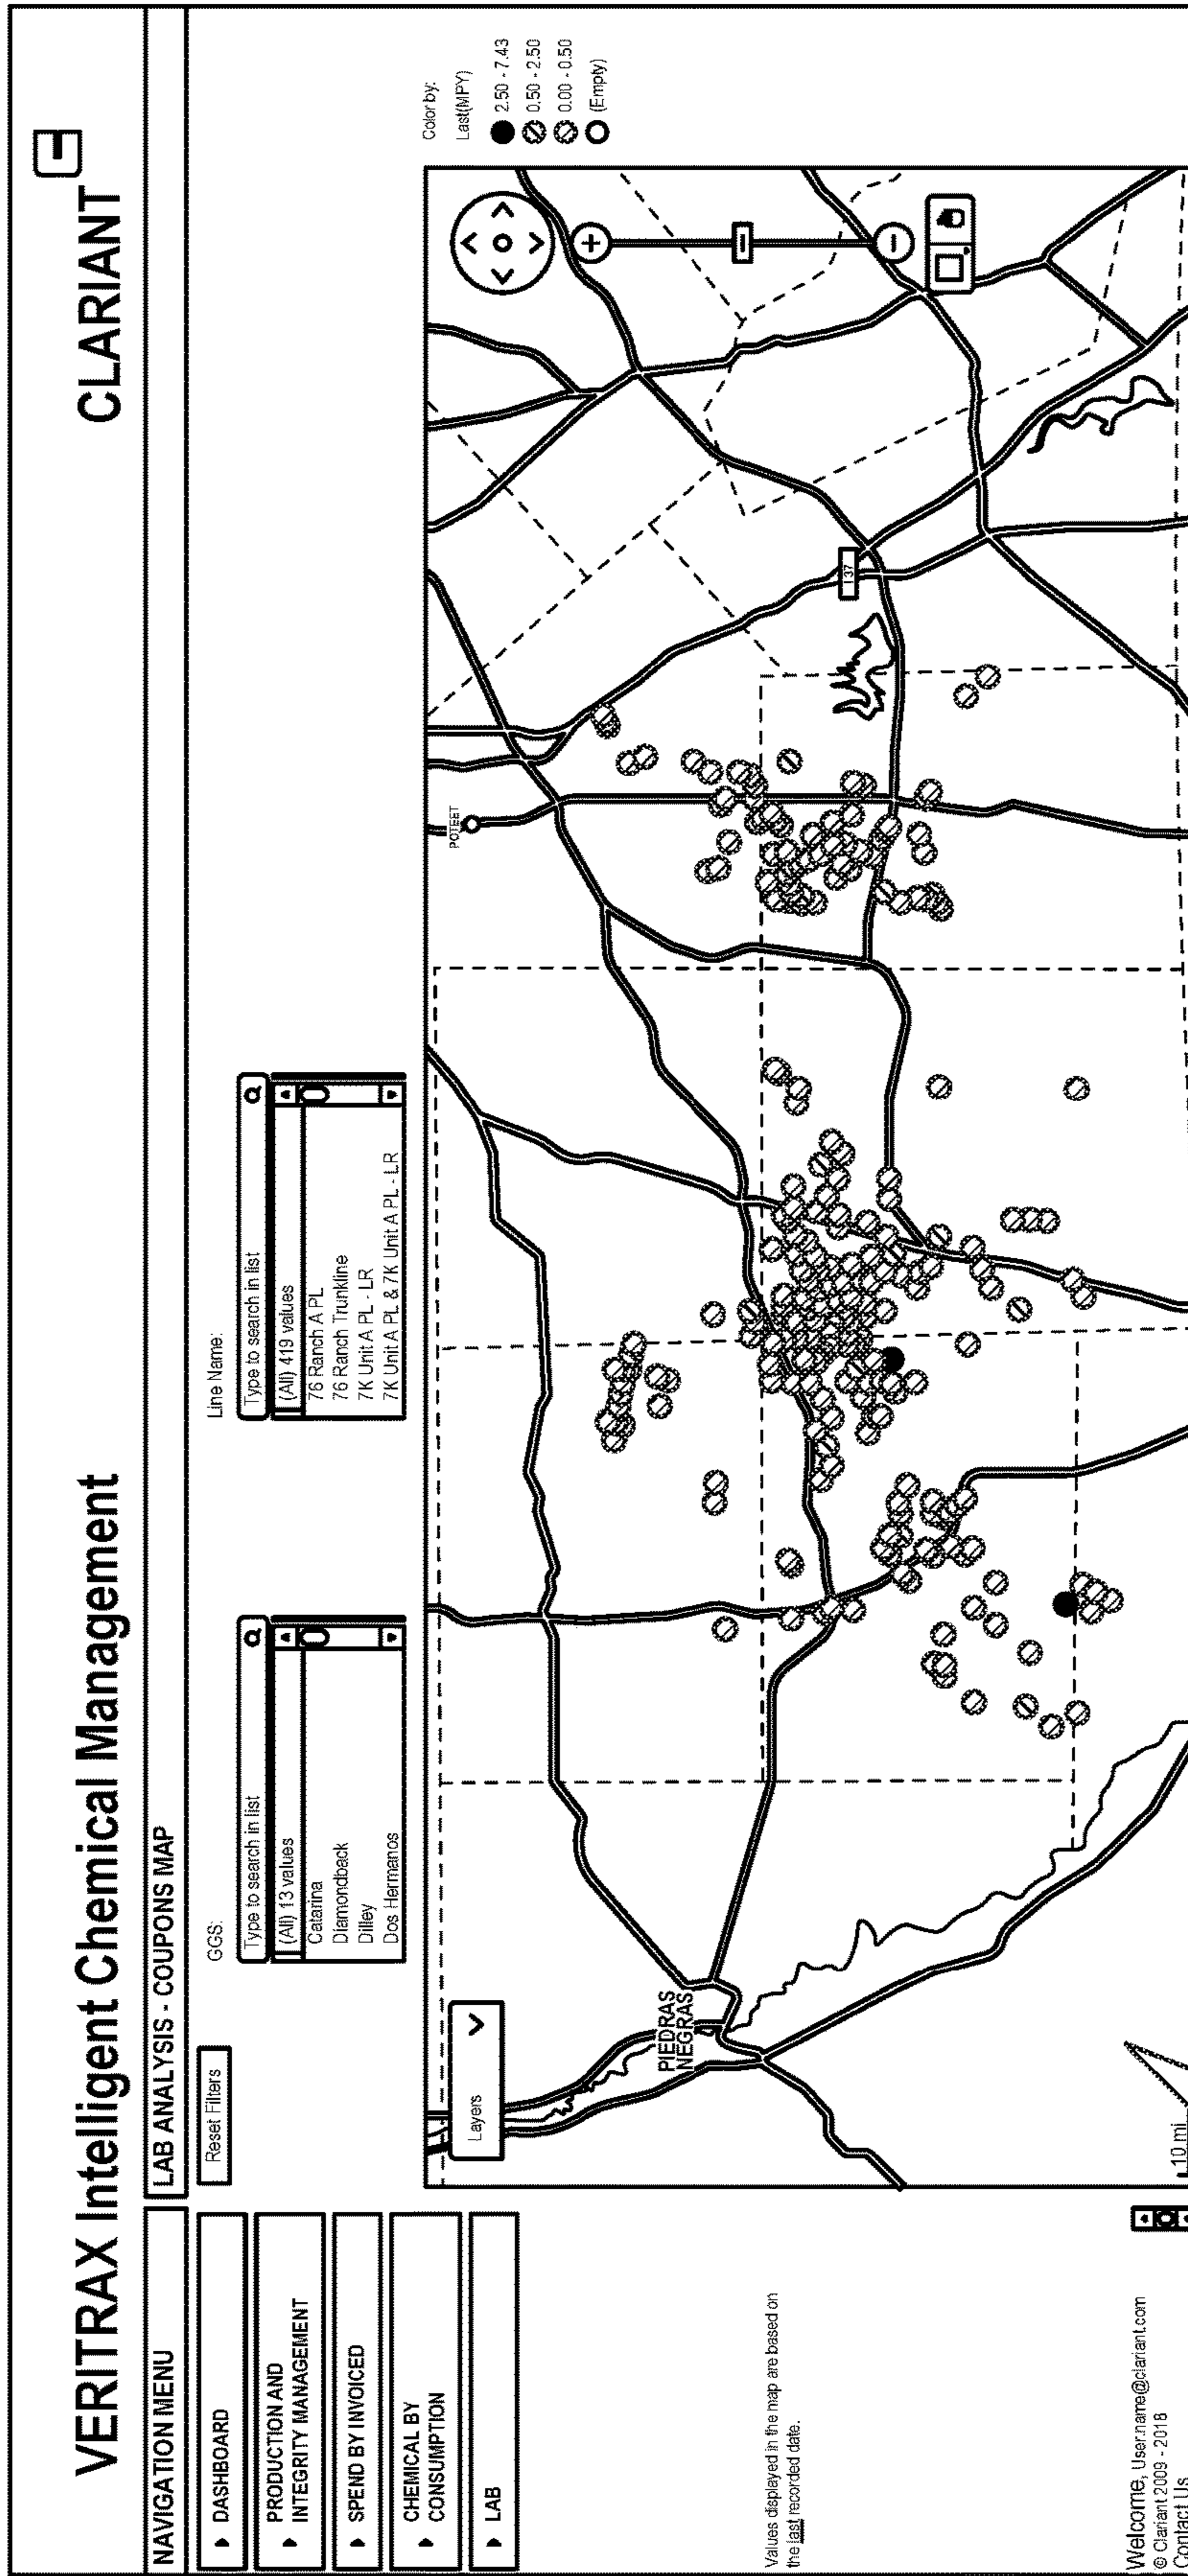 VERITRAX Intelligent Chemical Management
CLARIANT
NAVIGATION MENU
LAB ANALYSIS - COUPONS MAP
DASHBOARD
PRODUCTION AND
INTEGRITY MANAGEMENT
SPEND BY INVOICED
CHEMICAL BY
CONSUMPTION
LAB
Values displayed in the map are based on
the last recorded date.
Welcome, User.name@clariant.com
© Clariant 2009 - 2018
Contact Us
Reset Filters
GGS:
Type to search in list
(All) 13 values
Catarina
Diamondback
Dilley
Dos Hermanos
Line Name:
Type to search in list
(All) 419 values
76 Ranch A PL
76 Ranch Trunkline
7K Unit A PL - LR
7K Unit A PL & 7K Unit A PL - LR
Layers
PIEDRAS
NEGRAS
POTEET
I 37
10 mi
Color by:
Last(MPY)
2.50 - 7.43
0.50 - 2.50
0.00 - 0.50
(Empty)